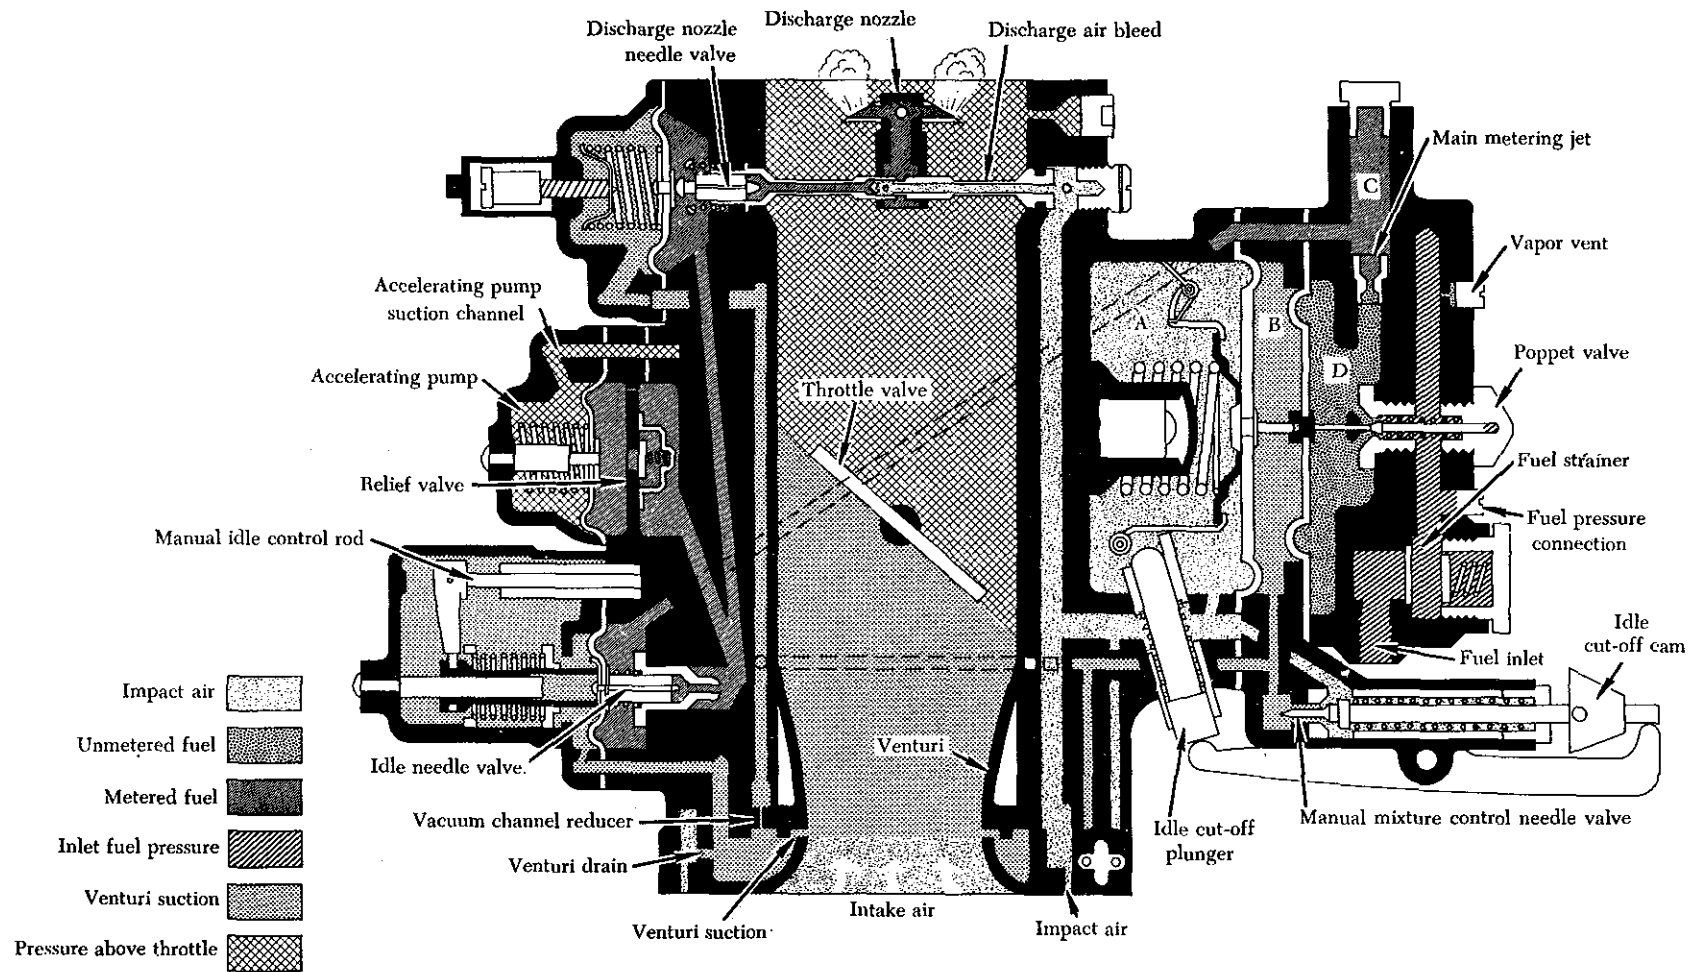 Discharge nozzle
Discharge nozzle
needle valve
Discharge air bleed
Main metering jet
C
Vapor vent
Accelerating pump
suction channel
A
B
D
Poppet valve
Accelerating pump
Throttle valve
Relief valve
Fuel strainer
Manual idle control rod
Fuel pressure
connection
Idle
cut-off cam
Fuel inlet
Impact air
Unmetered fuel
Metered fuel
Inlet fuel pressure
Venturi suction
Pressure above throttle
Idle needle valve.
Venturi
Vacuum channel reducer
Idle cut-off
plunger
Manual mixture control needle valve
Venturi drain
Intake air
Venturi suction
Impact air